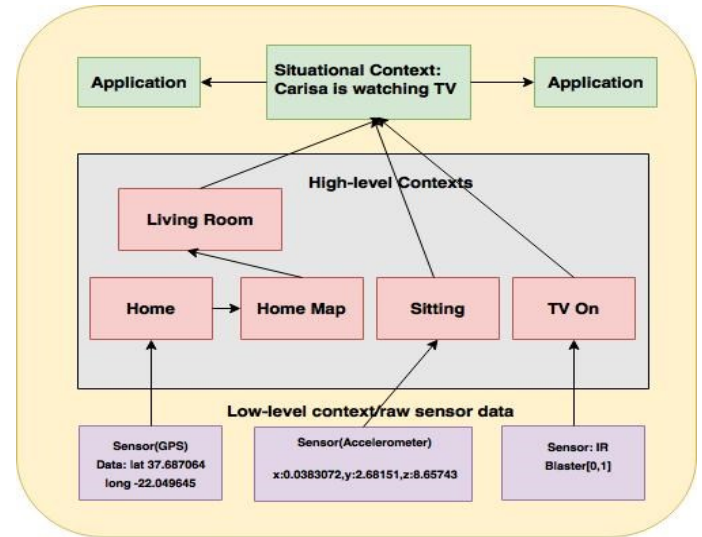 Application
Situational Context:
Carisa is watching TV
Application
High-level Contexts
Living Room
Home
Home Map
Sitting
TV On
Low-level context/raw sensor data
Sensor(GPS)
Data: lat 37.687064
long -22.049645
Sensor(Accelerometer)
x:0.0383072,y:2.68151,z:8.65743
Sensor: IR
Blaster[0,1]